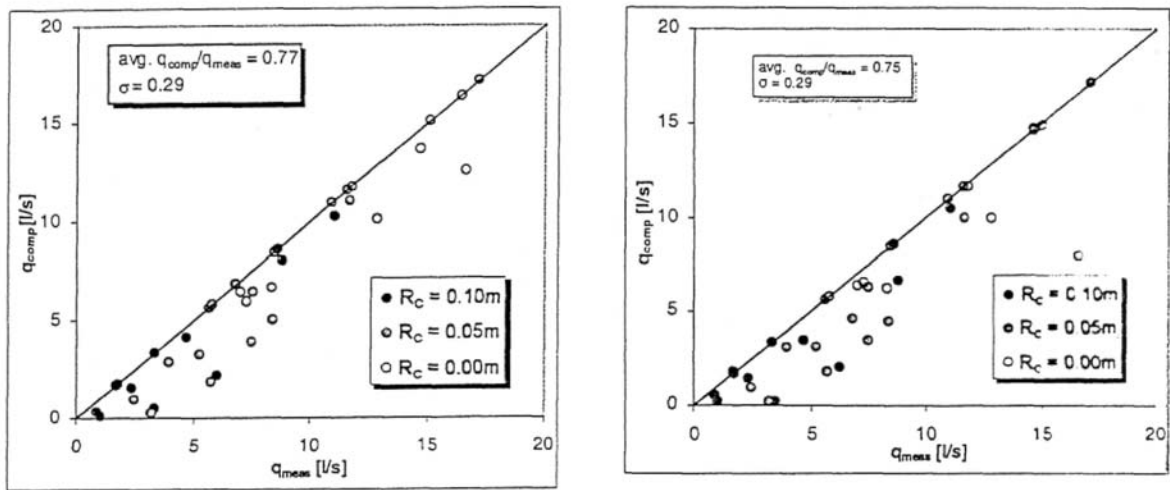 avg. q_comp/q_meas = 0.77
σ = 0.29
20
15
10
5
0
q_comp [l/s]
R_c = 0.10m
R_c = 0.05m
R_c = 0.00m
0 5 10 15 20
q_meas [l/s]
avg. q_comp/q_meas = 0.75
σ = 0.29
20
15
10
5
0
q_comp [l/s]
R_c = 0.10m
R_c = 0.05m
R_c = 0.00m
0 5 10 15 20
q_meas [l/s]